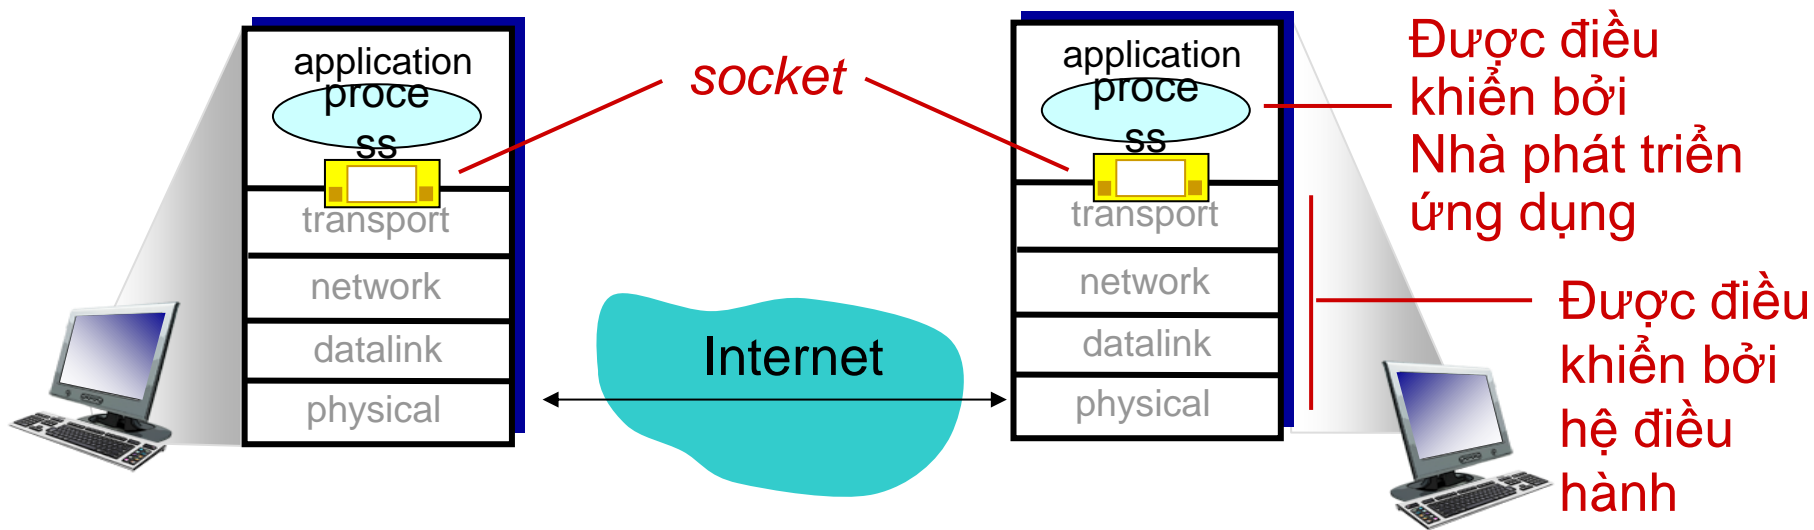 application
proce
ss
transport
network
datalink
physical
socket
Internet
application
proce
ss
transport
network
datalink
physical
Được điều
khiển bởi
Nhà phát triển
ứng dụng
Được điều
khiển bởi
hệ điều
hành